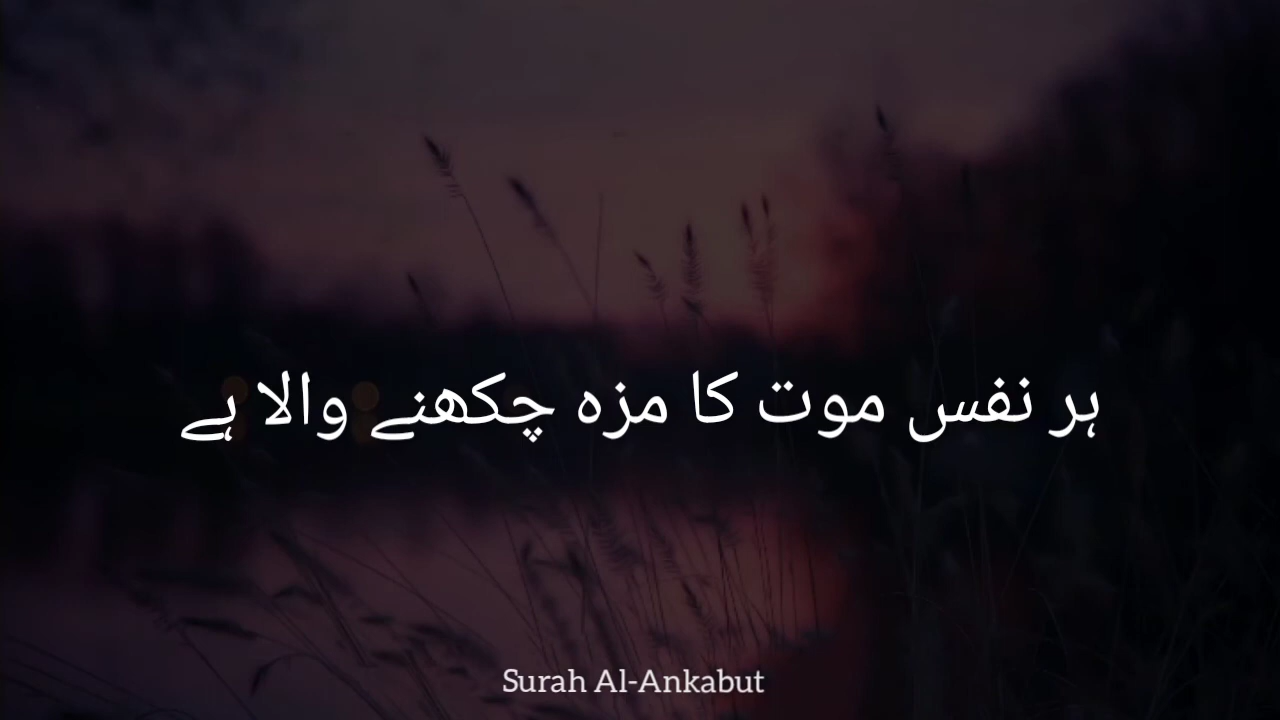 ہر نفس موت کا مزہ چکھنے والا ہے
Surah Al-Ankabut